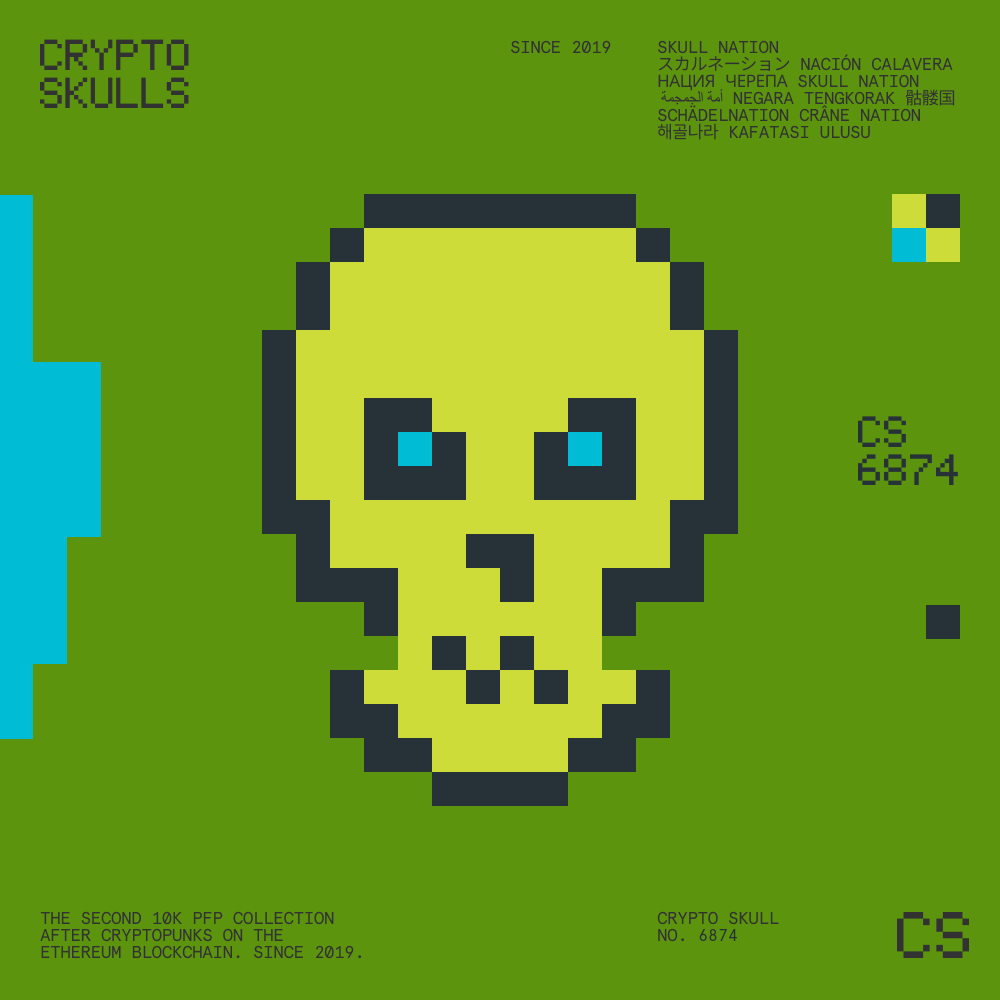 CRYPTO
SKULLS
SINCE 2019
SKULL NATION
スカルネーション NACIÓN CALAVERA
НАЦИЯ ЧЕРЕПА SKULL NATION
أمة الجمجمة NEGARA TENGKORAK 骷髅国
SCHÄDELNATION CRÂNE NATION
해골나라 KAFATASI ULUSU
CS
6874
THE SECOND 10K PFP COLLECTION
AFTER CRYPTOPUNKS ON THE
ETHEREUM BLOCKCHAIN. SINCE 2019.
CRYPTO SKULL
NO. 6874
CS